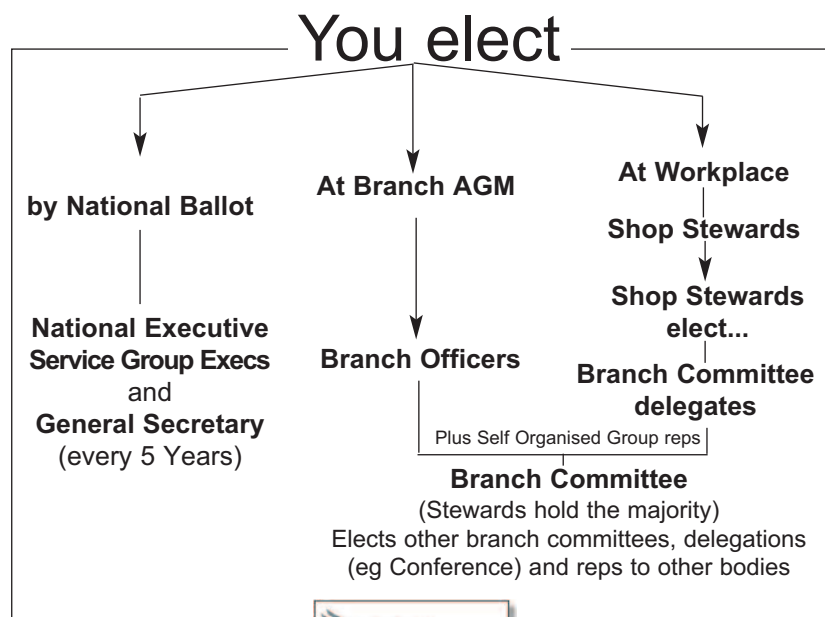 You elect
by National Ballot
National Executive
Service Group Execs
and
General Secretary
(every 5 Years)
At Branch AGM
Branch Officers
At Workplace
Shop Stewards
Shop Stewards
elect...
Branch Committee
delegates
Plus Self Organised Group reps
Branch Committee
(Stewards hold the majority)
Elects other branch committees, delegations
(eg Conference) and reps to other bodies